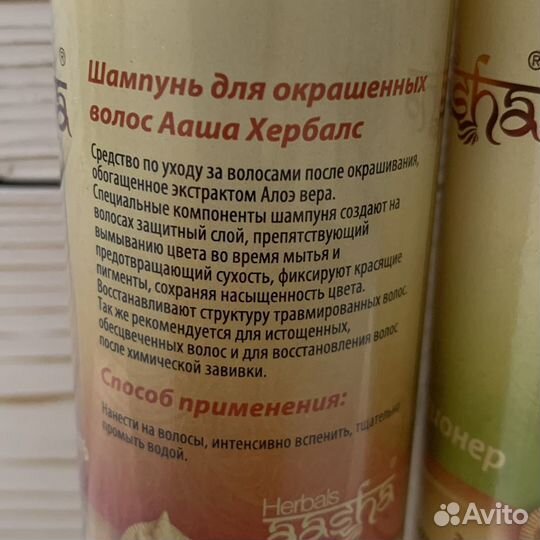 Шампунь для окрашенных
волос Ааша Хербалс
Средство по уходу за волосами после окрашивания,
обогащенное экстрактом Алоэ вера.
Специальные компоненты шампуня создают на
волосах защитный слой, препятствующий
вымыванию цвета во время мытья и
предотвращающий сухость, фиксируют красящие
пигменты, сохраняя насыщенность цвета.
Восстанавливают структуру травмированных волос.
Так же рекомендуется для истощенных,
обесцвеченных волос и для восстановления волос
после химической завивки.
Способ применения:
Нанести на волосы, интенсивно вспенить, тщательно
промыть водой.
Herbals
aasha
®
®
asha
ционер
Avito